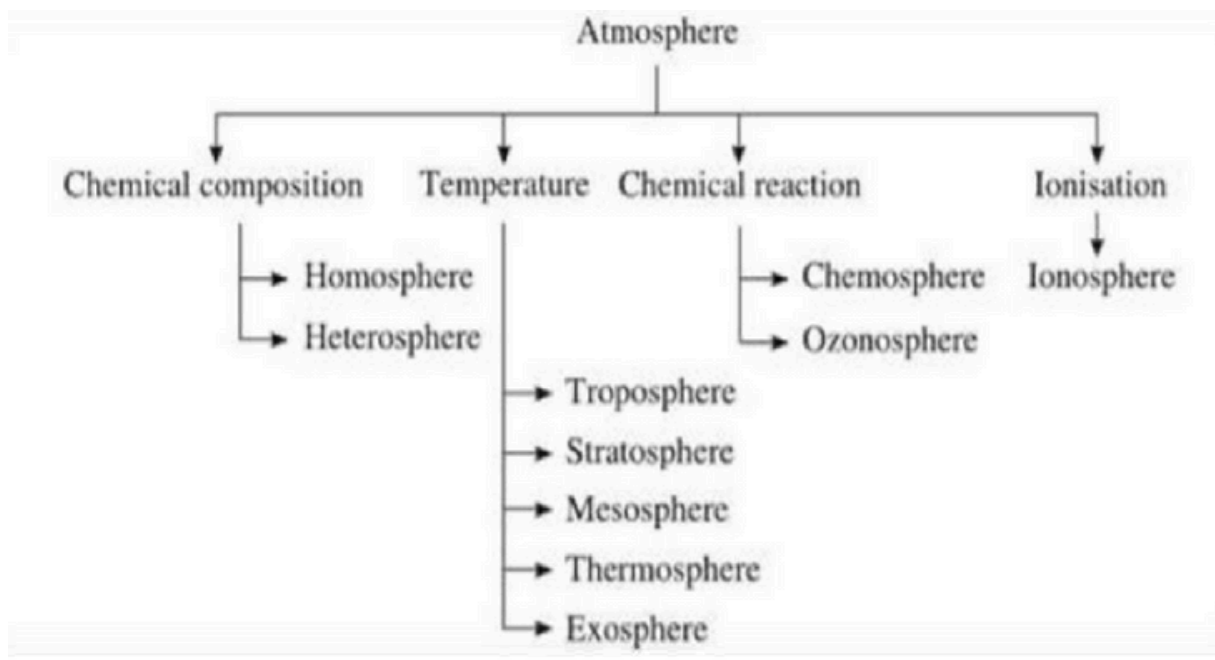 Atmosphere
Chemical composition Temperature Chemical reaction Ionisation
Homosphere Chemosphere Ionosphere
Heterosphere Ozonosphere
Troposphere
Stratosphere
Mesosphere
Thermosphere
Exosphere